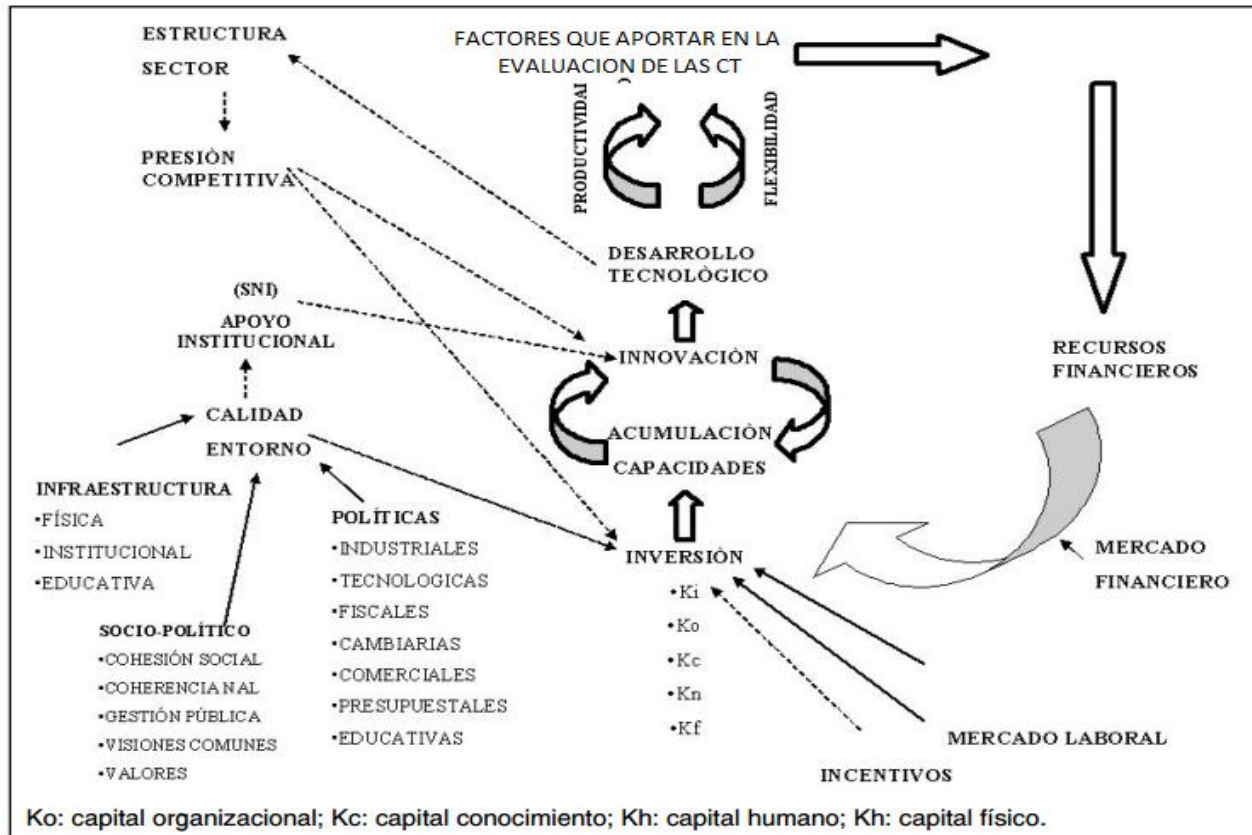 ESTRUCTURA
SECTOR
FACTORES QUE APORTAR EN LA
EVALUACION DE LAS CT
PRODUCTIVIDAI
FLEXIBILIDAD
PRESIÒN
COMPETITIVA
DESARROLLO
TECNOLÒGICO
(SNI)
APOYO
INSTITUCIONAL
INNOVACIÒN
RECURSOS
FINANCIEROS
CALIDAD
ENTORNO
ACUMULACIÒN
CAPACIDADES
INFRAESTRUCTURA
•FÍSICA
•INSTITUCIONAL
•EDUCATIVA
POLÍTICAS
•INDUSTRIALES
•TECNOLOGICAS
•FISCALES
•CAMBIARIAS
•COMERCIALES
•PRESUPUESTALES
•EDUCATIVAS
INVERSIÒN
•Ki
•Ko
•Kc
•Kn
•Kf
MERCADO
FINANCIERO
SOCIO-POLÍTICO
•COHESIÓN SOCIAL
•COHERENCIA NAL
•GESTIÓN PÚBLICA
•VISIONES COMUNES
•VALORES
MERCADO LABORAL
INCENTIVOS
Ko: capital organizacional; Kc: capital conocimiento; Kh: capital humano; Kh: capital físico.